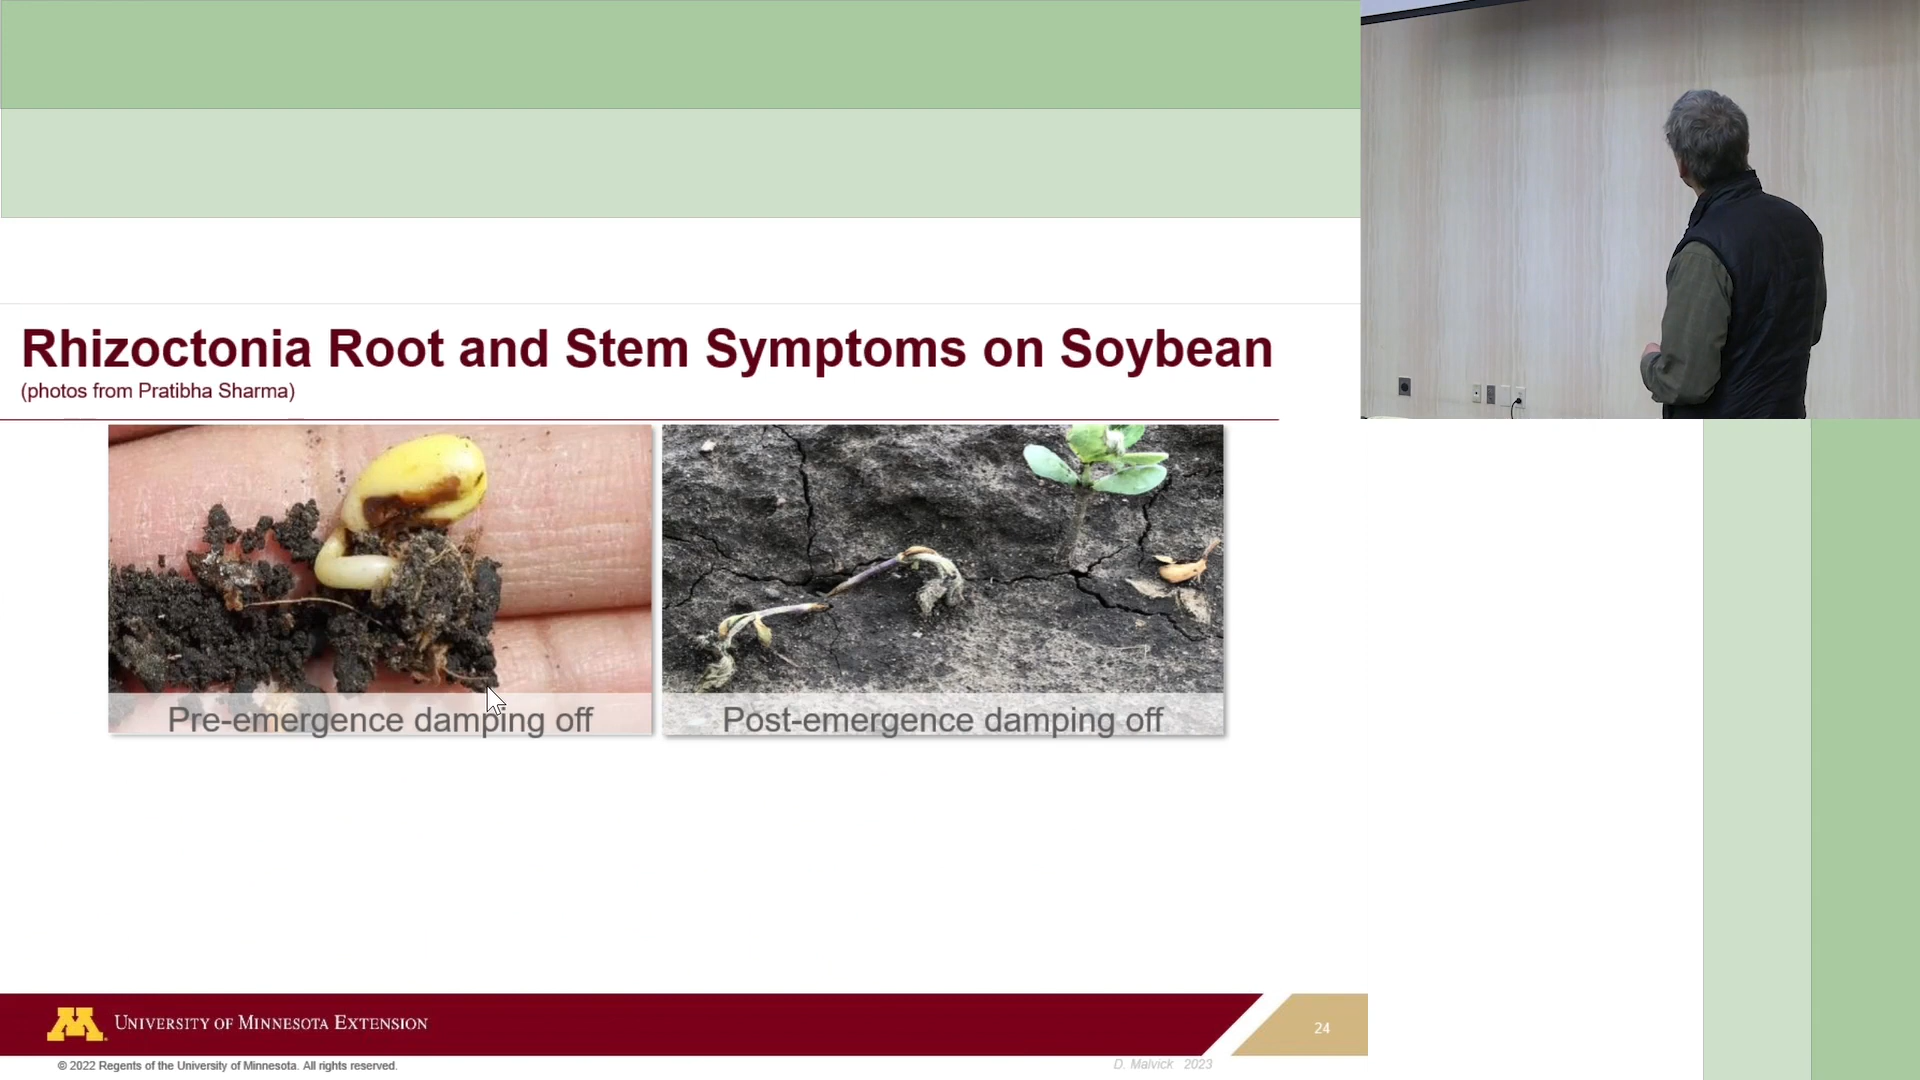 Rhizoctonia Root and Stem Symptoms on Soybean
(photos from Pratibha Sharma)
Pre-emergence damping off
Post-emergence damping off
M
UNIVERSITY OF MINNESOTA EXTENSION
24
© 2022 Regents of the University of Minnesota. All rights reserved.
D. Malvick 2023